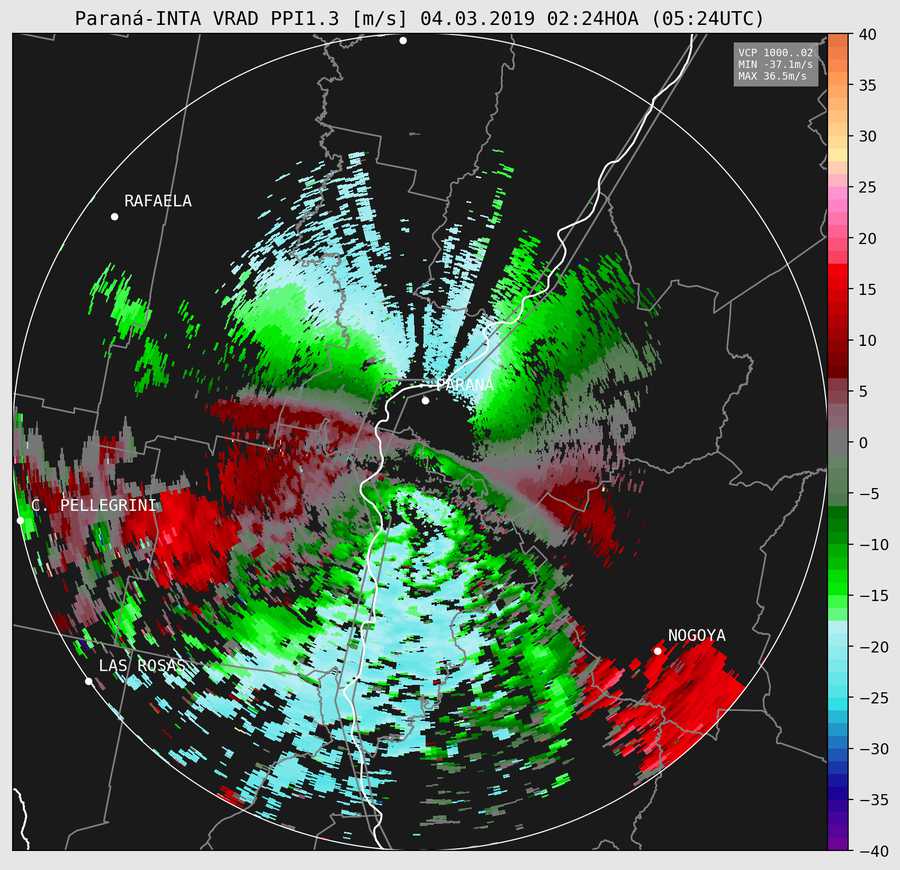 Paraná-INTA VRAD PPI1.3 [m/s] 04.03.2019 02:24HOA (05:24UTC)
VCP 1000..02
MIN -37.1m/s
MAX 36.5m/s
RAFAELA
PARANÁ
C. PELLEGRINI
NOGOYA
LAS ROSAS
40
35
30
25
20
15
10
5
0
−5
−10
−15
−20
−25
−30
−35
−40